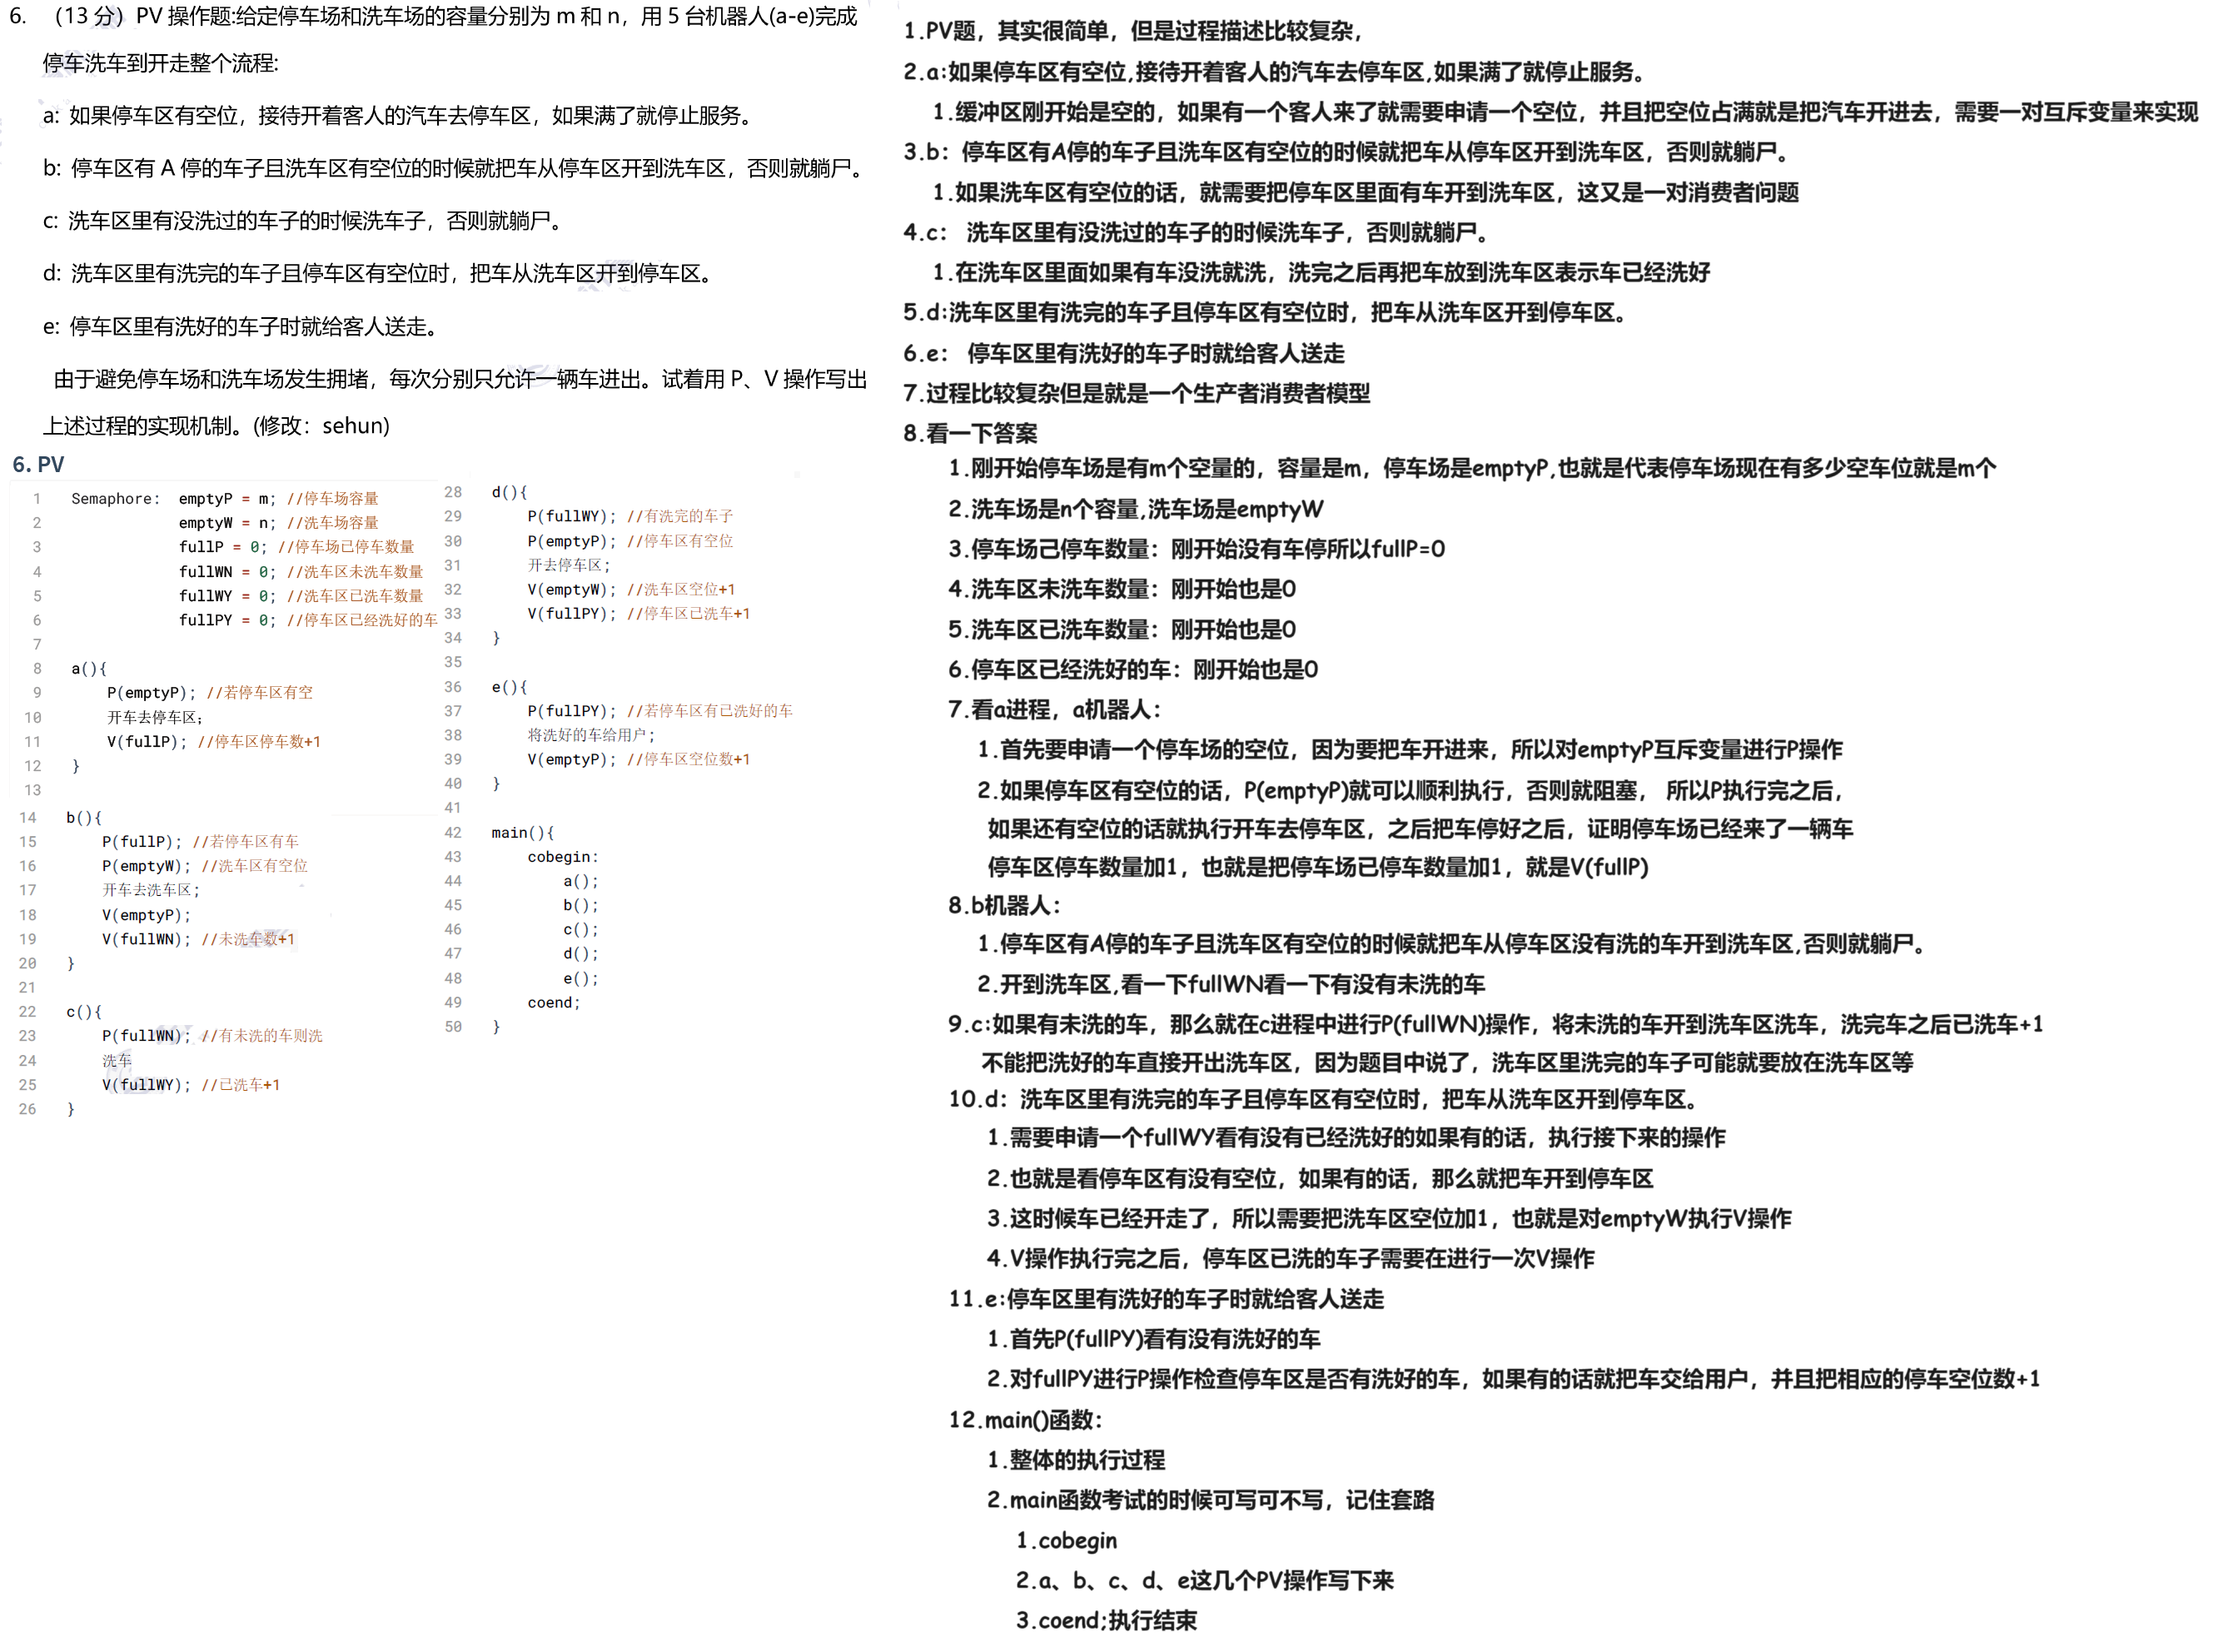 6. (13 分) PV 操作题:给定停车场和洗车场的容量分别为 m 和 n，用 5 台机器人(a-e)完成
停车洗车到开走整个流程:
a: 如果停车区有空位，接待开着客人的汽车去停车区，如果满了就停止服务。
b: 停车区有 A 停的车子且洗车区有空位的时候就把车从停车区开到洗车区，否则就躺尸。
c: 洗车区里有没洗过的车子的时候洗车子，否则就躺尸。
d: 洗车区里有洗完的车子且停车区有空位时，把车从洗车区开到停车区。
e: 停车区里有洗好的车子时就给客人送走。
由于避免停车场和洗车场发生拥堵，每次分别只允许一辆车进出。试着用 P、V 操作写出
上述过程的实现机制。(修改：sehun)
6. PV
1 Semaphore: emptyP = m; //停车场容量
2 emptyW = n; //洗车场容量
3 fullP = 0; //停车场已停车数量
4 fullWN = 0; //洗车区未洗车数量
5 fullWY = 0; //洗车区已洗车数量
6 fullPY = 0; //停车区已经洗好的车
7
8 a(){
9 P(emptyP); //若停车区有空
10 开车去停车区;
11 V(fullP); //停车区停车数+1
12 }
13
14 b(){
15 P(fullP); //若停车区有车
16 P(emptyW); //洗车区有空位
17 开车去洗车区;
18 V(emptyP);
19 V(fullWN); //未洗车数+1
20 }
21
22 c(){
23 P(fullWN); //有未洗的车则洗
24 洗车
25 V(fullWY); //已洗车+1
26 }
28 d(){
29 P(fullWY); //有洗完的车子
30 P(emptyP); //停车区有空位
31 开去停车区;
32 V(emptyW); //洗车区空位+1
33 V(fullPY); //停车区已洗车+1
34 }
35
36 e(){
37 P(fullPY); //若停车区有已洗好的车
38 将洗好的车给用户;
39 V(emptyP); //停车区空位数+1
40 }
41
42 main(){
43 cobegin:
44 a();
45 b();
46 c();
47 d();
48 e();
49 coend;
50 }
1.PV题，其实很简单，但是过程描述比较复杂，
2.a:如果停车区有空位,接待开着客人的汽车去停车区,如果满了就停止服务。
1.缓冲区刚开始是空的，如果有一个客人来了就需要申请一个空位，并且把空位占满就是把汽车开进去，需要一对互斥变量来实现
3.b：停车区有A停的车子且洗车区有空位的时候就把车从停车区开到洗车区，否则就躺尸。
1.如果洗车区有空位的话，就需要把停车区里面有车开到洗车区，这又是一对消费者问题
4.c： 洗车区里有没洗过的车子的时候洗车子，否则就躺尸。
1.在洗车区里面如果有车没洗就洗，洗完之后再把车放到洗车区表示车已经洗好
5.d:洗车区里有洗完的车子且停车区有空位时，把车从洗车区开到停车区。
6.e： 停车区里有洗好的车子时就给客人送走
7.过程比较复杂但是就是一个生产者消费者模型
8.看一下答案
1.刚开始停车场是有m个空量的，容量是m，停车场是emptyP,也就是代表停车场现在有多少空车位就是m个
2.洗车场是n个容量,洗车场是emptyW
3.停车场已停车数量：刚开始没有车停所以fullP=0
4.洗车区未洗车数量：刚开始也是0
5.洗车区已洗车数量：刚开始也是0
6.停车区已经洗好的车：刚开始也是0
7.看a进程，a机器人：
1.首先要申请一个停车场的空位，因为要把车开进来，所以对emptyP互斥变量进行P操作
2.如果停车区有空位的话，P(emptyP)就可以顺利执行，否则就阻塞， 所以P执行完之后，
如果还有空位的话就执行开车去停车区，之后把车停好之后，证明停车场已经来了一辆车
停车区停车数量加1，也就是把停车场已停车数量加1，就是V(fullP)
8.b机器人：
1.停车区有A停的车子且洗车区有空位的时候就把车从停车区没有洗的车开到洗车区,否则就躺尸。
2.开到洗车区,看一下fullWN看一下有没有未洗的车
9.c:如果有未洗的车，那么就在c进程中进行P(fullWN)操作，将未洗的车开到洗车区洗车，洗完车之后已洗车+1
不能把洗好的车直接开出洗车区，因为题目中说了，洗车区里洗完的车子可能就要放在洗车区等
10.d：洗车区里有洗完的车子且停车区有空位时，把车从洗车区开到停车区。
1.需要申请一个fullWY看有没有已经洗好的如果有的话，执行接下来的操作
2.也就是看停车区有没有空位，如果有的话，那么就把车开到停车区
3.这时候车已经开走了，所以需要把洗车区空位加1，也就是对emptyW执行V操作
4.V操作执行完之后，停车区已洗的车子需要在进行一次V操作
11.e:停车区里有洗好的车子时就给客人送走
1.首先P(fullPY)看有没有洗好的车
2.对fullPY进行P操作检查停车区是否有洗好的车，如果有的话就把车交给用户，并且把相应的停车空位数+1
12.main()函数：
1.整体的执行过程
2.main函数考试的时候可写可不写，记住套路
1.cobegin
2.a、b、c、d、e这几个PV操作写下来
3.coend;执行结束